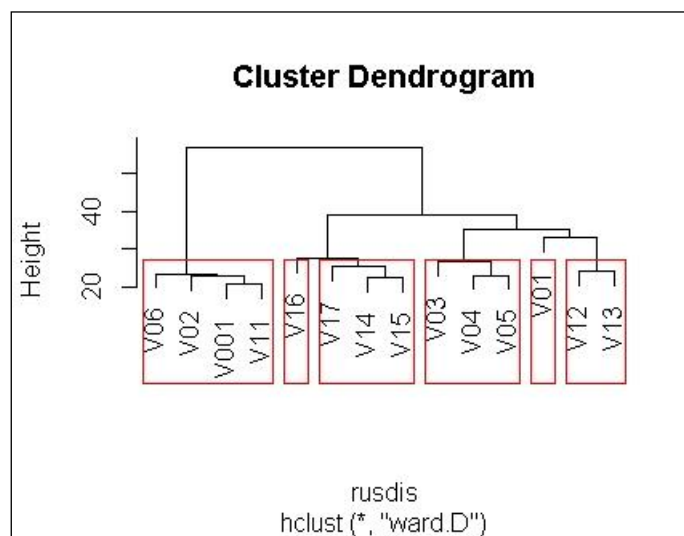 Cluster Dendrogram
Height
20
40
V06
V02
V001
V11
V16
V17
V14
V15
V03
V04
V05
V01
V12
V13
rusdis
hclust (*, "ward.D")